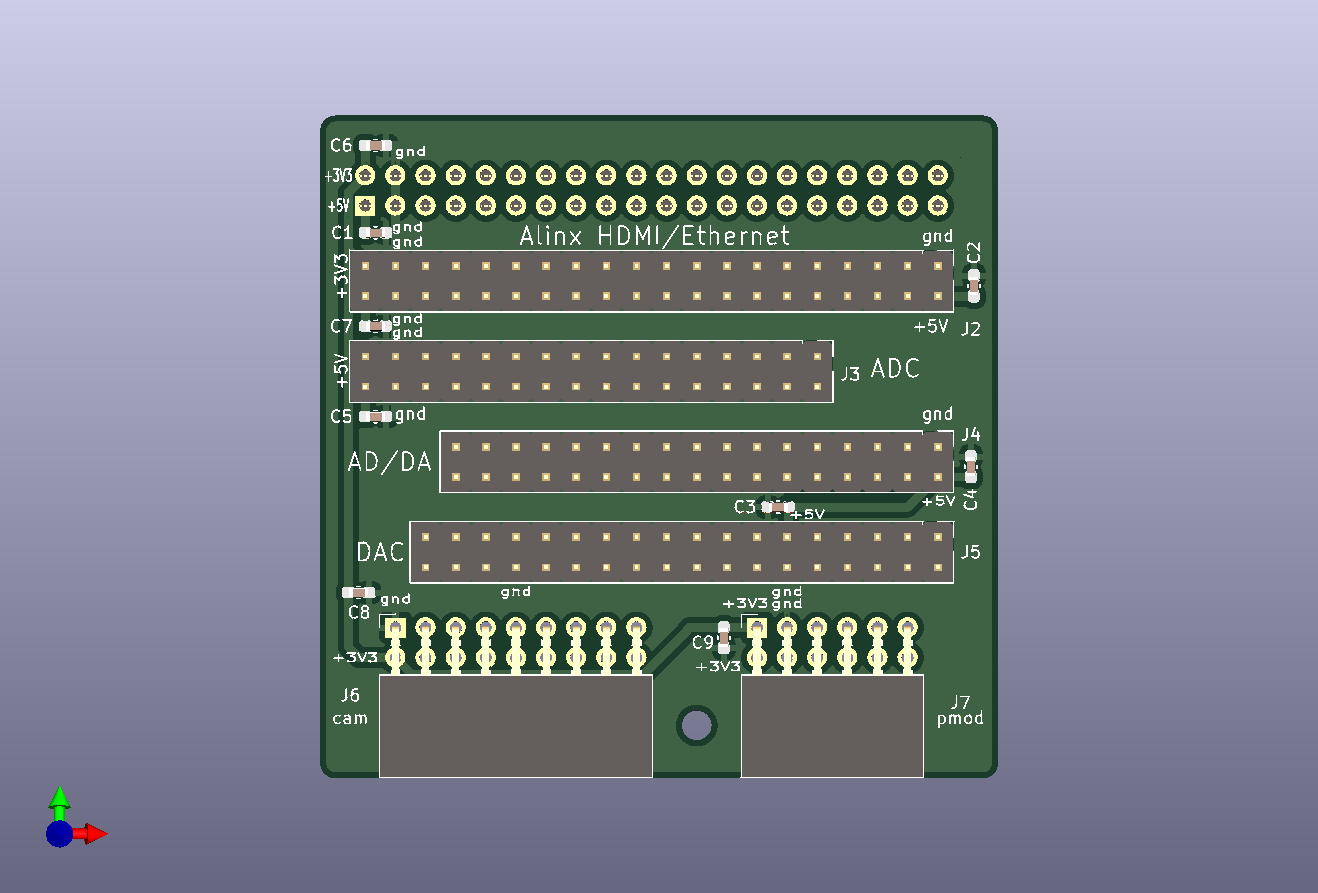 C6
gnd
+3V3
+5V
C1
gnd
gnd
Alinx HDMI/Ethernet
gnd
C2
+3V3
C7
gnd
gnd
+5V
J2
+5V
J3
ADC
C5
gnd
gnd
J4
AD/DA
C4
+5V
C3
+5V
DAC
J5
gnd
gnd
C8
gnd
+3V3
gnd
+3V3
C9
+3V3
J6
cam
J7
pmod